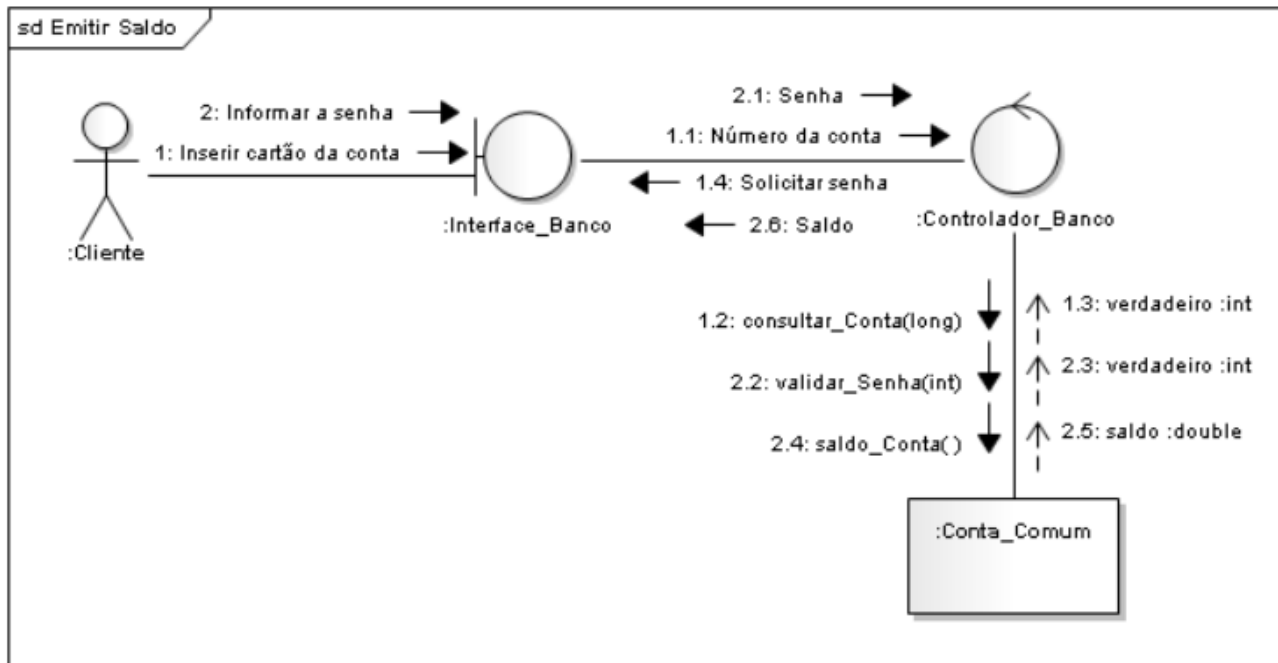 sd Emitir Saldo
2: Informar a senha
1: Inserir cartão da conta
:Cliente
:Interface_Banco
2.1: Senha
1.1: Número da conta
1.4: Solicitar senha
2.6: Saldo
:Controlador_Banco
1.2: consultar_Conta(long)
1.3: verdadeiro :int
2.2: validar_Senha(int)
2.3: verdadeiro :int
2.4: saldo_Conta( )
2.5: saldo :double
:Conta_Comum